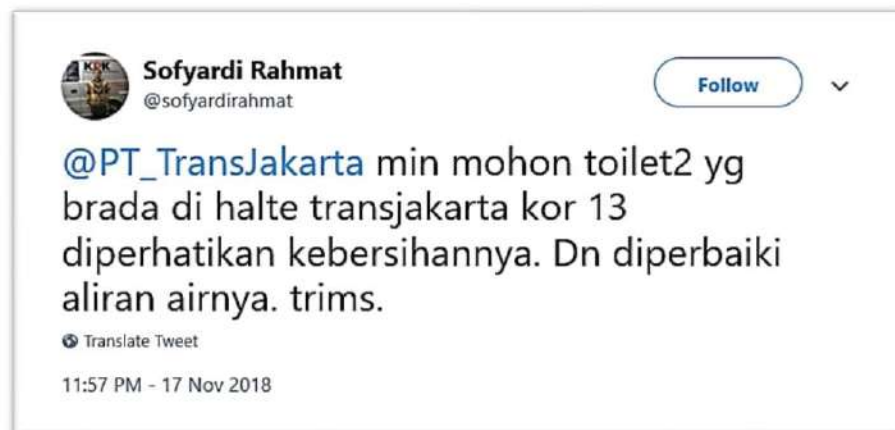 Sofyardi Rahmat
@sofyardirahmat
Follow
@PT_TransJakarta min mohon toilet2 yg
brada di halte transjakarta kor 13
diperhatikan kebersihannya. Dn diperbaiki
aliran airnya. trims.
Translate Tweet
11:57 PM - 17 Nov 2018